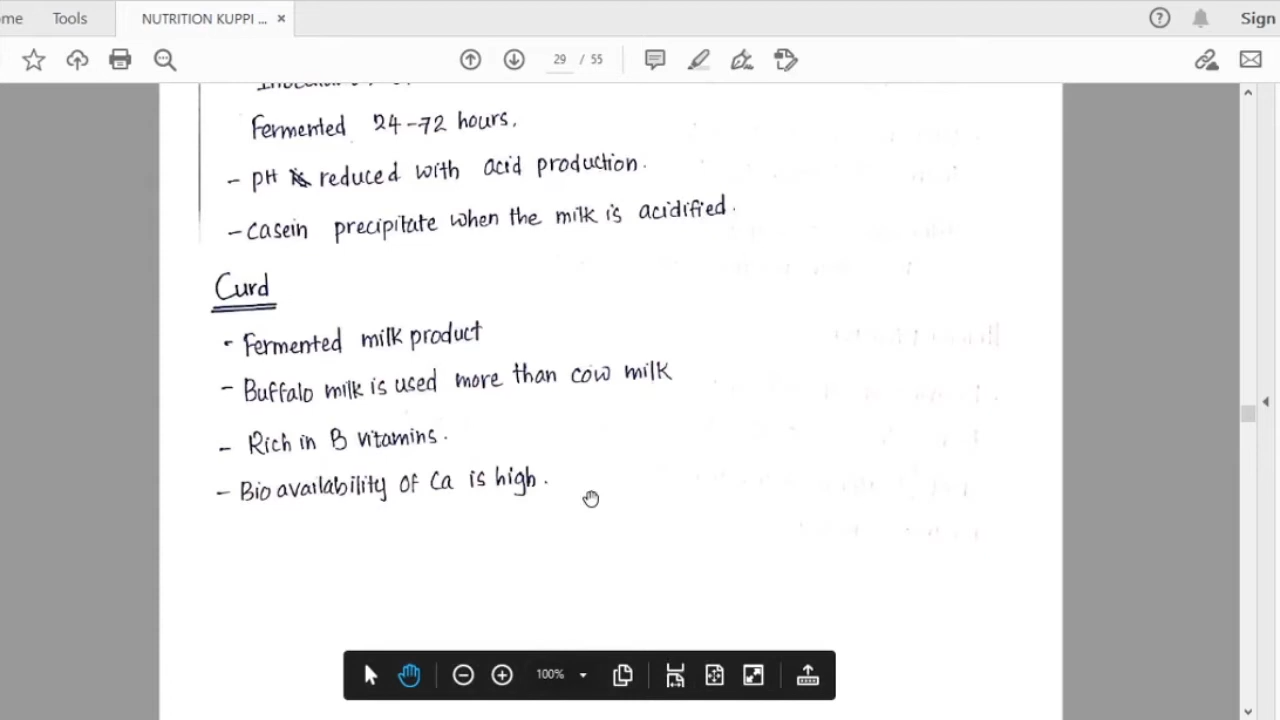 ome Tools NUTRITION KUPPI ... × Sign
29 / 55
Fermented 24-72 hours.
- pH reduced with acid production.
- Casein precipitate when the milk is acidified.
Curd
- Fermented milk product
- Buffalo milk is used more than cow milk
- Rich in B vitamins.
- Bio availability of Ca is high.
100%